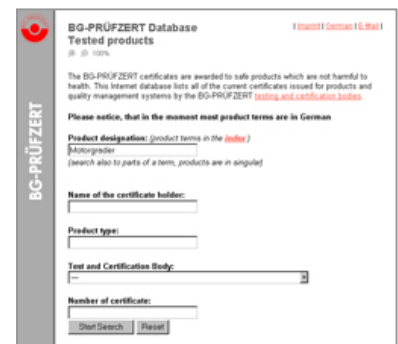 BG-PRÜFZERT Database
Tested products
100%
| Imprint | German | E-Mail |
The BG-PRÜFZERT certificates are awarded to safe products which are not harmful to
health. This Internet database lists all of the current certificates issued for products and
quality management systems by the BG-PRÜFZERT testing and certification bodies.
Please notice, that in the moment most product terms are in German
Product designation: (product terms in the index )
Motorgrader
(search also to parts of a term, products are in singular)
Name of the certificate holder:
Product type:
Test and Certification Body:
---
Number of certificate:
Start Search Reset
BG-PRÜFZERT